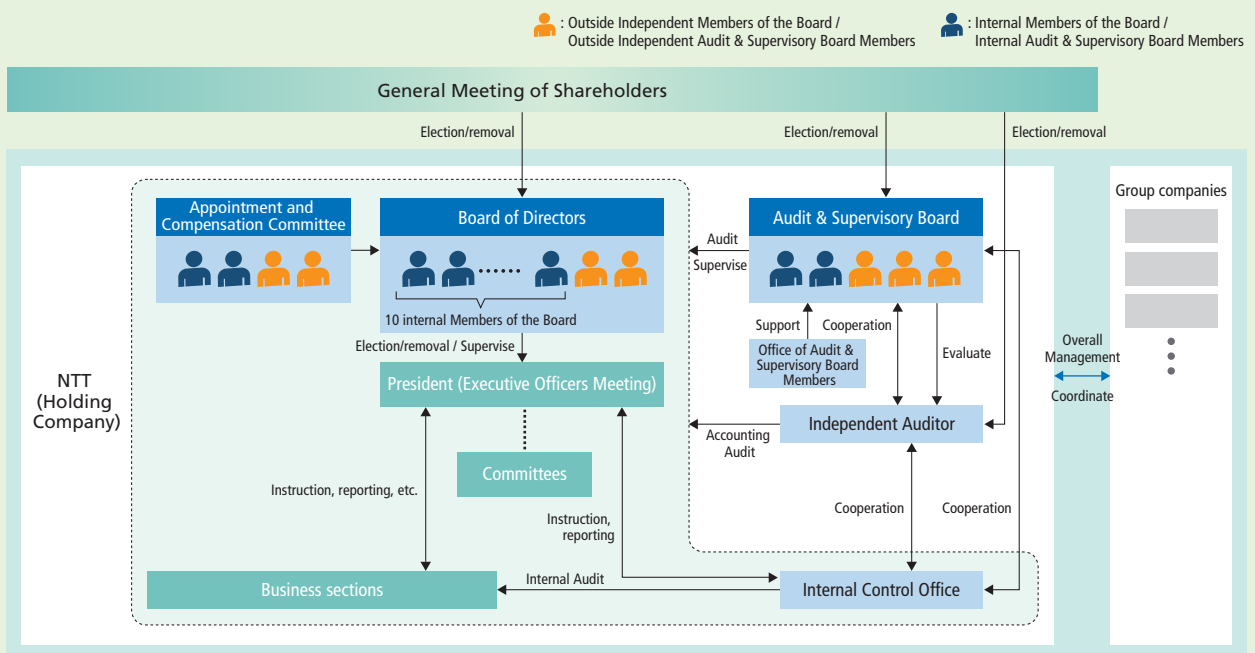 : Outside Independent Members of the Board /
Outside Independent Audit & Supervisory Board Members
: Internal Members of the Board /
Internal Audit & Supervisory Board Members
General Meeting of Shareholders
Election/removal
Election/removal
Election/removal
NTT
(Holding
Company)
Appointment and
Compensation Committee
Board of Directors
10 internal Members of the Board
Audit & Supervisory Board
Audit
Supervise
Group companies
Election/removal / Supervise
Support
Cooperation
Evaluate
Office of Audit &
Supervisory Board
Members
Overall
Management
Coordinate
President (Executive Officers Meeting)
Independent Auditor
Accounting
Audit
Committees
Instruction, reporting, etc.
Instruction,
reporting
Cooperation
Cooperation
Business sections
Internal Audit
Internal Control Office